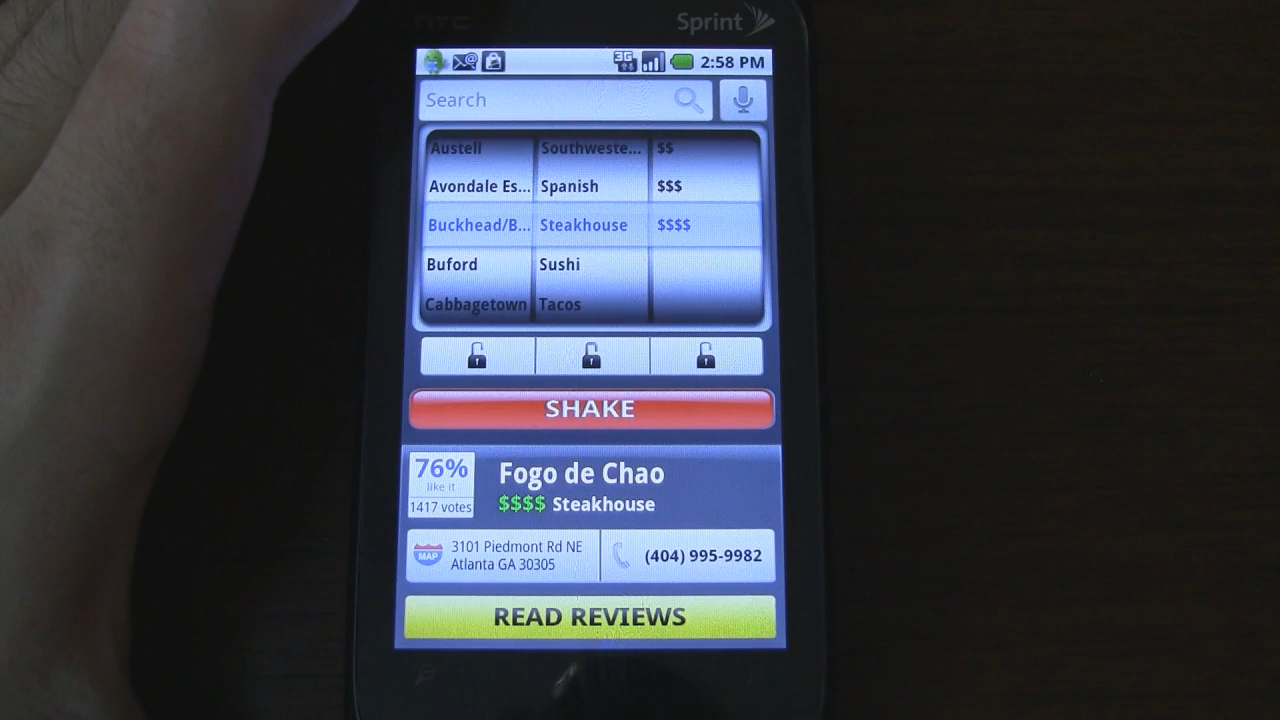 hTC
Sprint
3G
2:58 PM
Search
Austell Southweste... $$
Avondale Es... Spanish $$$
Buckhead/B... Steakhouse $$$$
Buford Sushi
Cabbagetown Tacos
SHAKE
76%
like it
1417 votes
Fogo de Chao
$$$$ Steakhouse
MAP
3101 Piedmont Rd NE
Atlanta GA 30305
(404) 995-9982
READ REVIEWS